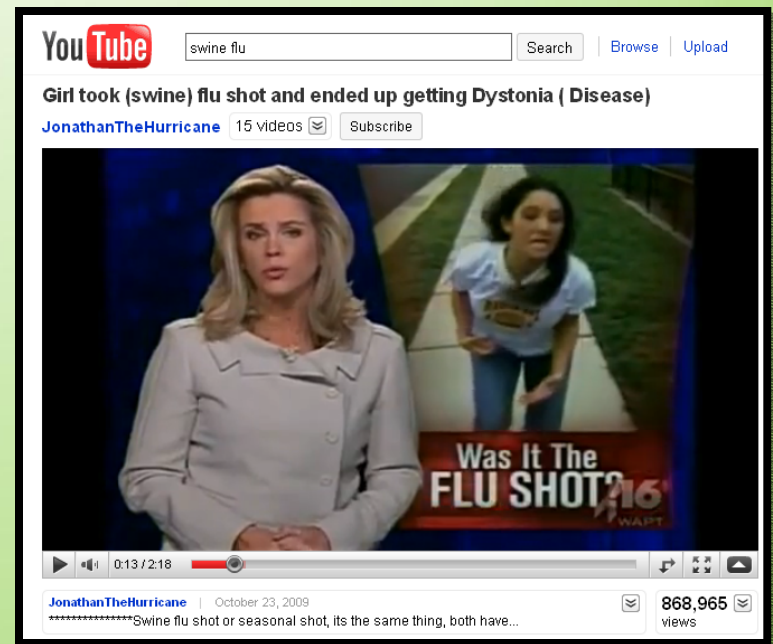 You Tube
swine flu Search Browse Upload
Girl took (swine) flu shot and ended up getting Dystonia ( Disease)
JonathanTheHurricane 15 videos Subscribe
Was It The
FLU SHOT?
16
WAPT
0:13 / 2:18
JonathanTheHurricane | October 23, 2009
***************Swine flu shot or seasonal shot, its the same thing, both have...
868,965
views